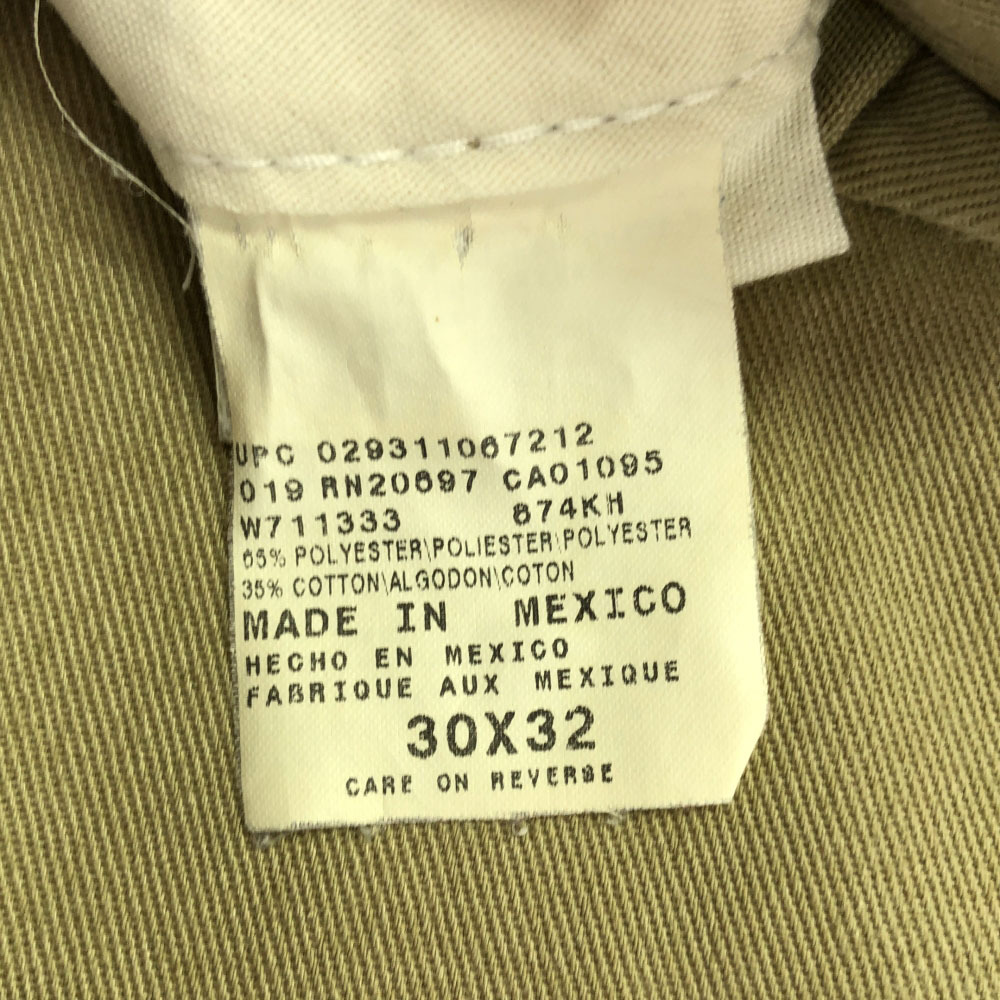 UPC 029311067212
019 RN20697 CA01095
W711333 874KH
65% POLYESTER\POLIESTER\POLYESTER
35% COTTON\ALGODON\COTON
MADE IN MEXICO
HECHO EN MEXICO
FABRIQUE AUX MEXIQUE
30X32
CARE ON REVERSE